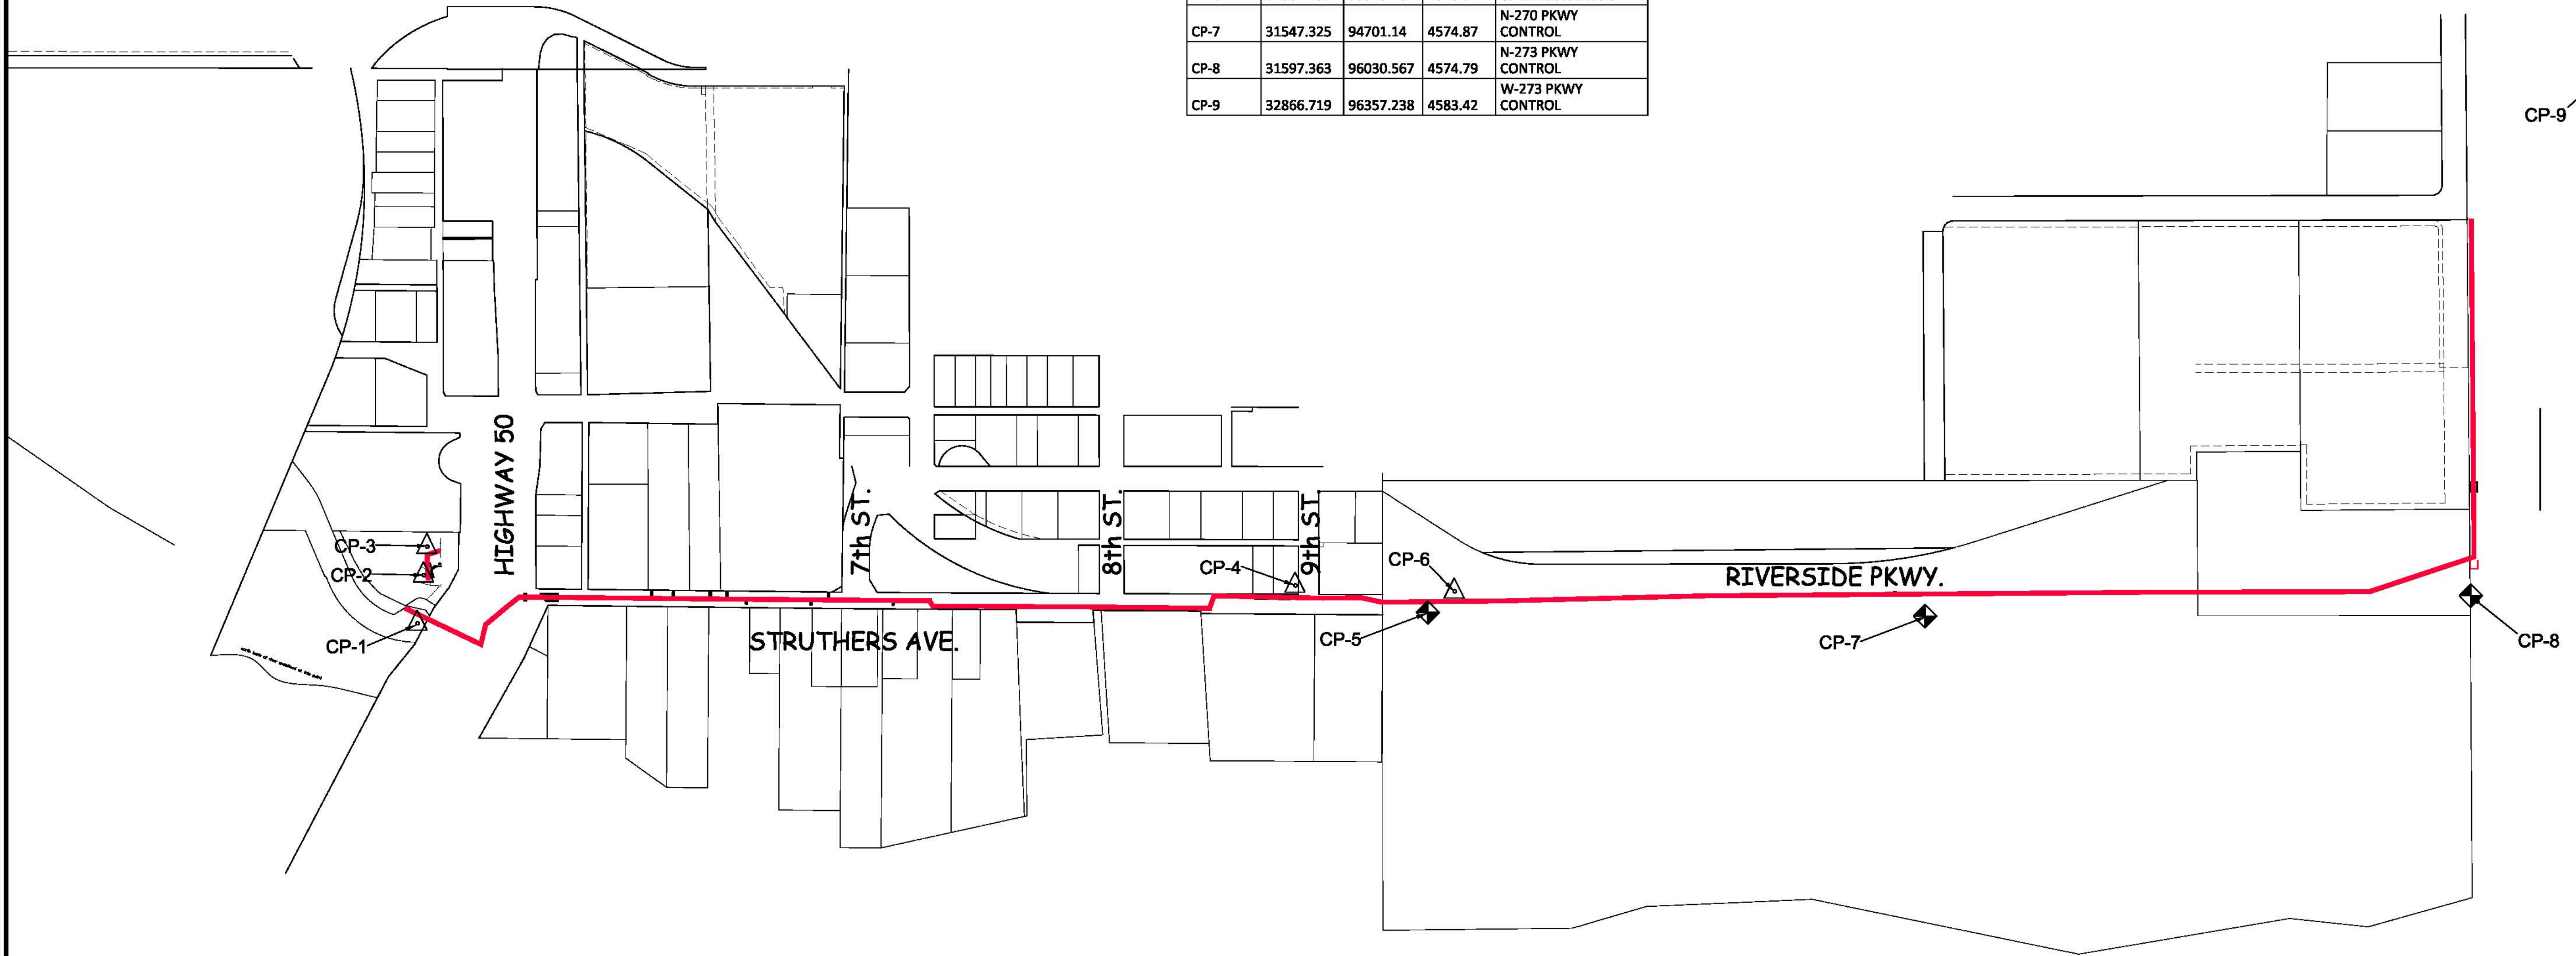 N-270 PKWY
CP-7 31547.325 94701.14 4574.87 CONTROL
N-273 PKWY
CP-8 31597.363 96030.567 4574.79 CONTROL
W-273 PKWY
CP-9 32866.719 96357.238 4583.42 CONTROL
CP-9
HIGHWAY 50
7th ST.
8th ST.
9th ST.
CP-3
CP-2
CP-1
CP-4
CP-6
RIVERSIDE PKWY.
STRUTHERS AVE.
CP-5
CP-7
CP-8